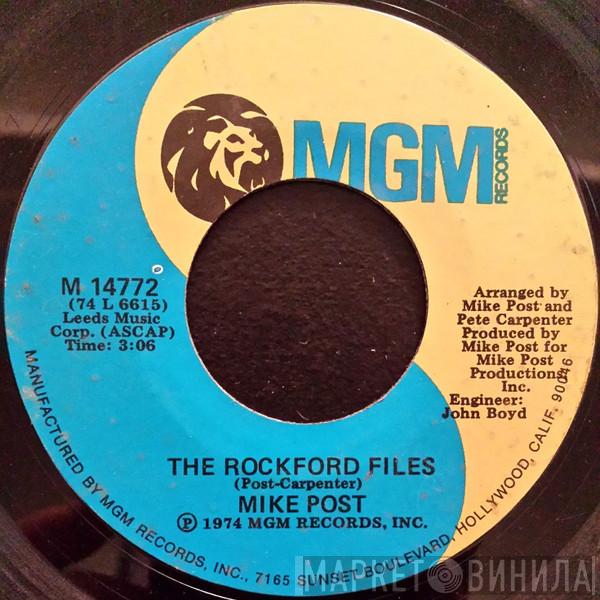 MGM
RECORDS
M 14772
(74 L 6615)
Leeds Music
Corp. (ASCAP)
Time: 3:06
Arranged by
Mike Post and
Pete Carpenter
Produced by
Mike Post for
Mike Post
Productions
Inc.
Engineer:
John Boyd
THE ROCKFORD FILES
(Post-Carpenter)
MIKE POST
Ⓟ 1974 MGM RECORDS, INC.
MANUFACTURED BY MGM RECORDS, INC., 7165 SUNSET BOULEVARD, HOLLYWOOD, CALIF. 90046
МАРКЕТ ВИНИЛА